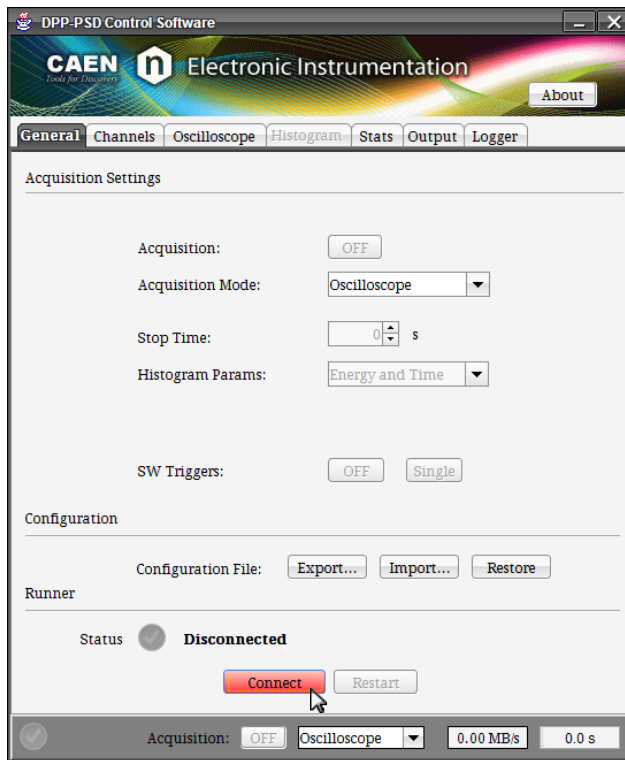 DPP-PSD Control Software
CAEN n Electronic Instrumentation
Tools for Discovery
About
General Channels Oscilloscope Histogram Stats Output Logger
Acquisition Settings
Acquisition: OFF
Acquisition Mode: Oscilloscope
Stop Time: 0 s
Histogram Params: Energy and Time
SW Triggers: OFF Single
Configuration
Configuration File: Export... Import... Restore
Runner
Status Disconnected
Connect Restart
Acquisition: OFF Oscilloscope 0.00 MB/s 0.0 s